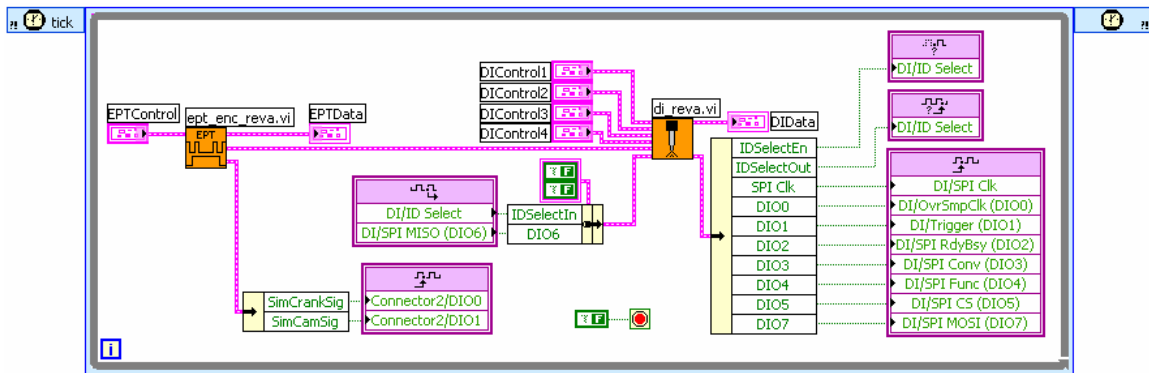 tick
EPTControl
ept_enc_reva.vi
EPT
EPTData
DIControl1
DIControl2
DIControl3
DIControl4
di_reva.vi
DIData
DI/ID Select
DI/ID Select
IDSelectEn
IDSelectOut
SPI Clk
DIO0
DIO1
DIO2
DIO3
DIO4
DIO5
DIO7
DI/SPI Clk
DI/OvrSmpClk (DIO0)
DI/Trigger (DIO1)
DI/SPI RdyBsy (DIO2)
DI/SPI Conv (DIO3)
DI/SPI Func (DIO4)
DI/SPI CS (DIO5)
DI/SPI MOSI (DIO7)
? F
? F
DI/ID Select
DI/SPI MISO (DIO6)
IDSelectIn
DIO6
SimCrankSig
SimCamSig
Connector2/DIO0
Connector2/DIO1
? F
i